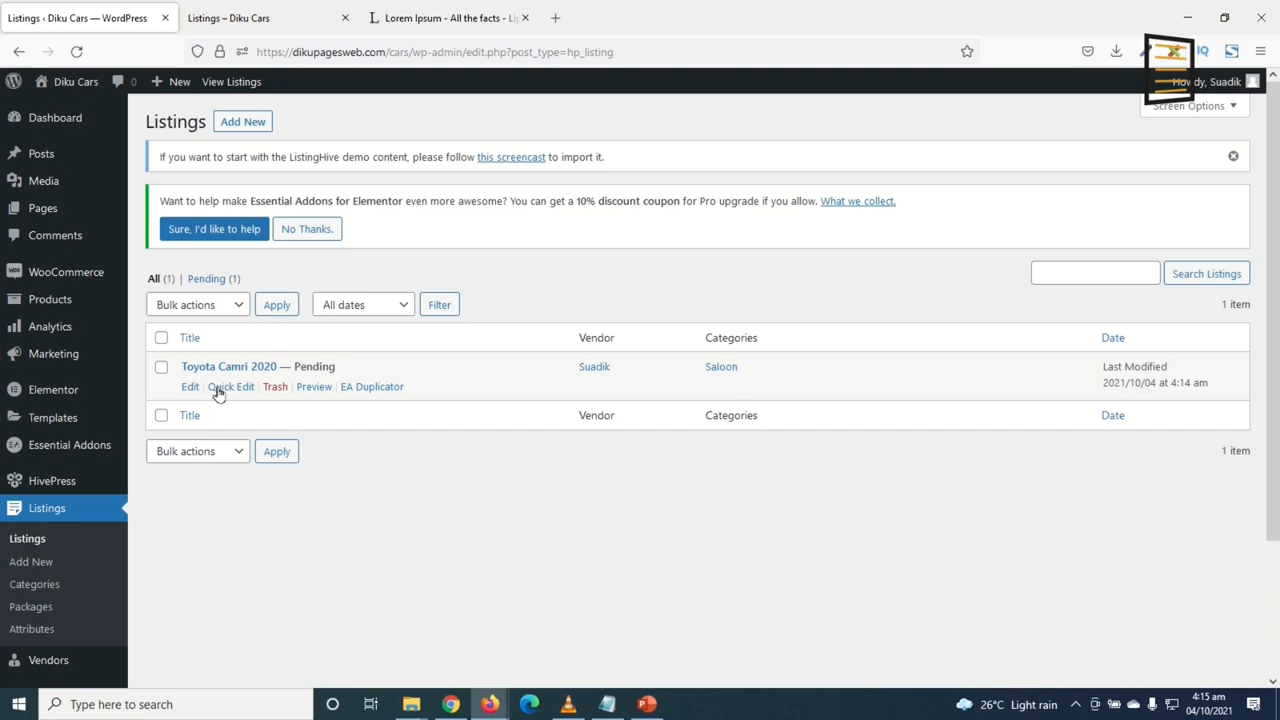 Listings ‹ Diku Cars — WordPress
Listings – Diku Cars
Lorem Ipsum - All the facts - Lip
https://dikupagesweb.com/cars/wp-admin/edit.php?post_type=hp_listing
IQ
Diku Cars
0
New
View Listings
dy, Suadik
Screen Options
Dashboard
Posts
Media
Pages
Comments
WooCommerce
Products
Analytics
Marketing
Elementor
Templates
Essential Addons
HivePress
Listings
Listings
Add New
Categories
Packages
Attributes
Vendors
Listings
Add New
If you want to start with the ListingHive demo content, please follow this screencast to import it.
Want to help make Essential Addons for Elementor even more awesome? You can get a 10% discount coupon for Pro upgrade if you allow. What we collect.
Sure, I'd like to help
No Thanks.
All (1) | Pending (1)
Search Listings
Bulk actions
Apply
All dates
Filter
1 item
Title
Vendor
Categories
Date
Toyota Camri 2020 — Pending
Suadik
Saloon
Last Modified
2021/10/04 at 4:14 am
Edit | Quick Edit | Trash | Preview | EA Duplicator
Title
Vendor
Categories
Date
Bulk actions
Apply
1 item
Type here to search
26°C Light rain
4:15 am
04/10/2021